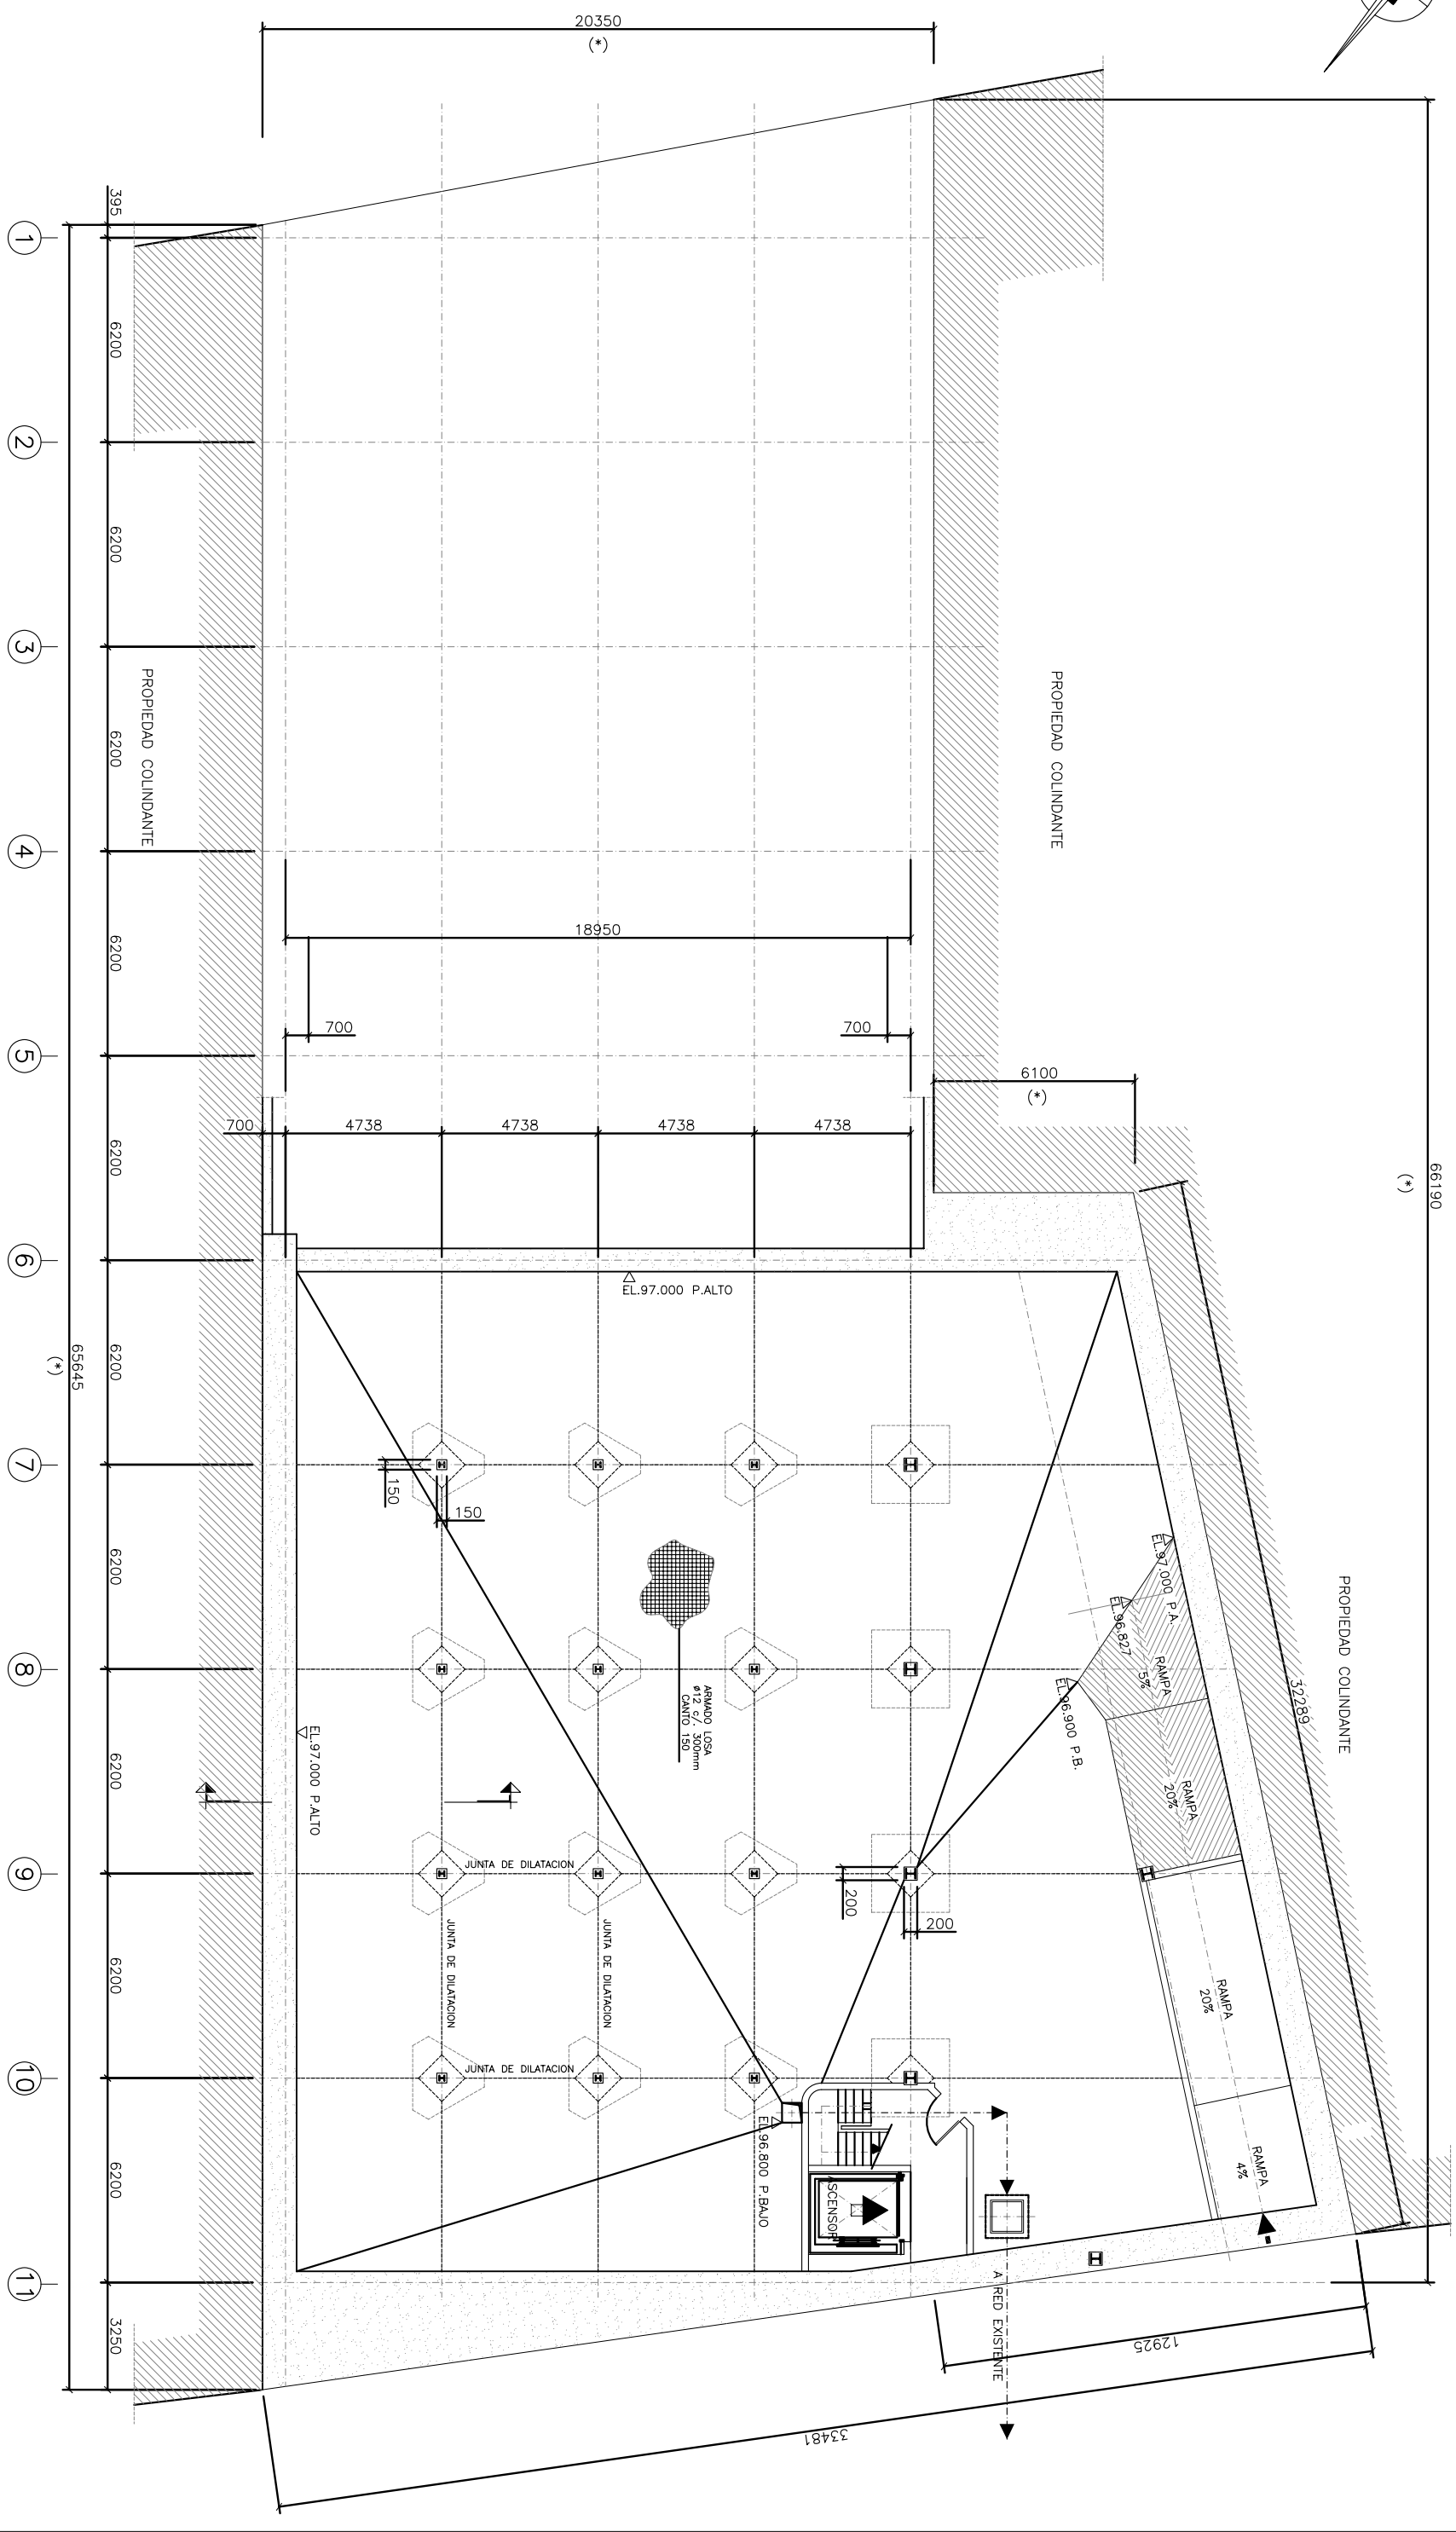 20350
(*)
395
1
6200
2
6200
3
6200
PROPIEDAD COLINDANTE
PROPIEDAD COLINDANTE
4
6200
18950
700
700
5
6100
(*)
700
4738
4738
4738
4738
6200
66190
(*)
6
EL.97.000 P.ALTO
65645
(*)
6200
7
150
150
6200
EL.97.000 P.A.
EL.96.827
RAMPA
5%
EL.96.900 P.B.
PROPIEDAD COLINDANTE
32289
8
ARMADO LOSA
ø12 c/. 300mm
CANTO 150
EL.97.000 P.ALTO
6200
RAMPA
20%
9
JUNTA DE DILATACION
200
200
JUNTA DE DILATACION
JUNTA DE DILATACION
6200
RAMPA
20%
10
JUNTA DE DILATACION
EL.96.800 P.BAJO
ASCENSOR
6200
RAMPA
4%
11
A RED EXISTENTE
3250
12925
33481